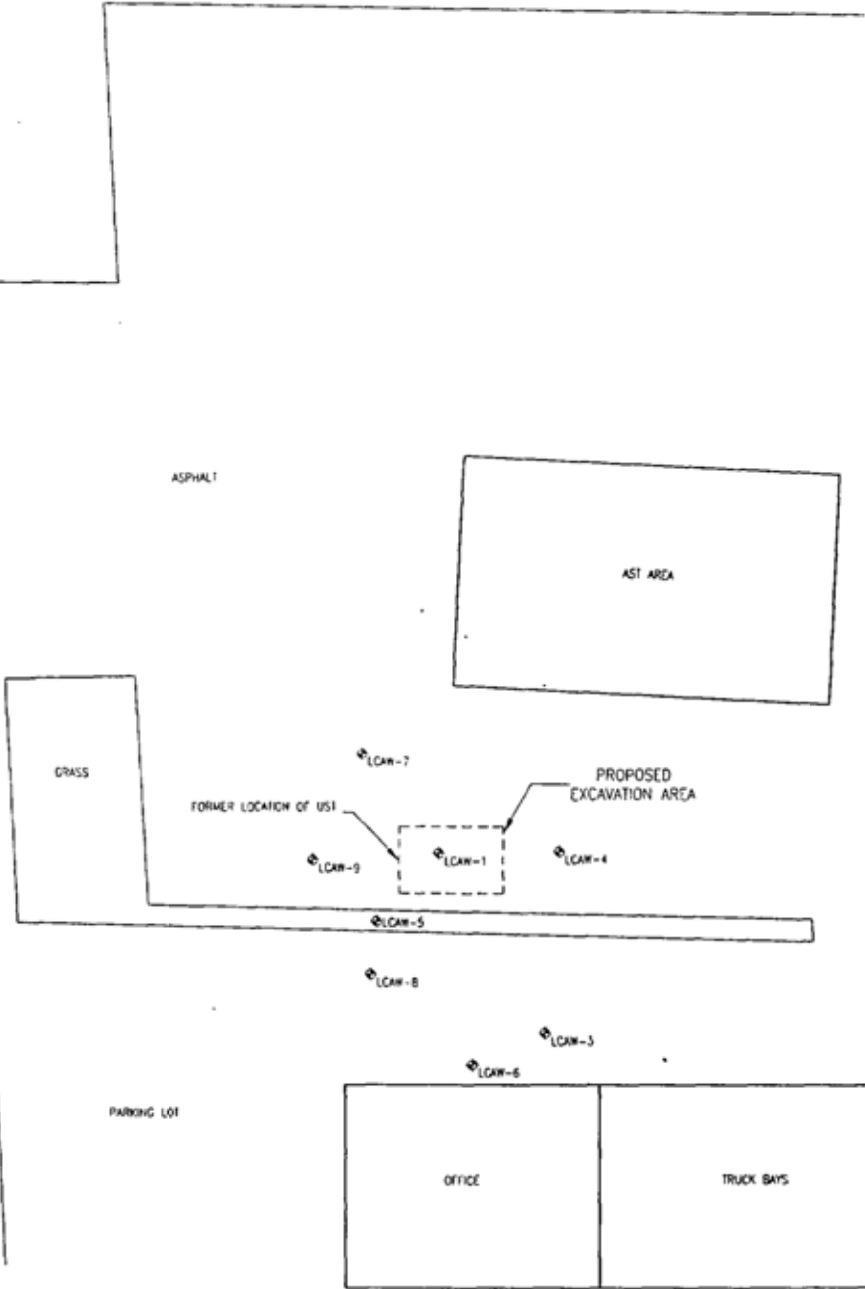 ASPHALT
AST AREA
GRASS
LCAW-7
PROPOSED
EXCAVATION AREA
FORMER LOCATION OF UST
LCAW-9
LCAW-1
LCAW-4
LCAW-5
LCAW-8
LCAW-3
LCAW-6
PARKING LOT
OFFICE
TRUCK BAYS